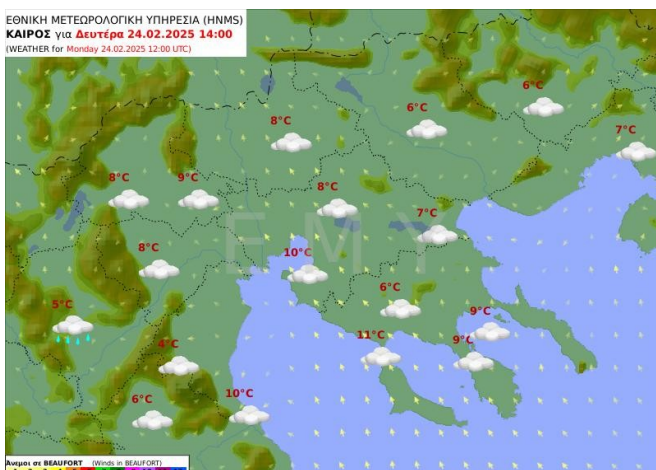 ΕΘΝΙΚΗ ΜΕΤΕΩΡΟΛΟΓΙΚΗ ΥΠΗΡΕΣΙΑ (HNMS)
ΚΑΙΡΟΣ για Δευτέρα 24.02.2025 14:00
(WEATHER for Monday 24.02.2025 12:00 UTC)
6°C
8°C
6°C
7°C
8°C
9°C
8°C
7°C
8°C
10°C
5°C
6°C
9°C
4°C
11°C
9°C
6°C
10°C
EMY
Άνεμοι σε BEAUFORT (Winds in BEAUFORT)